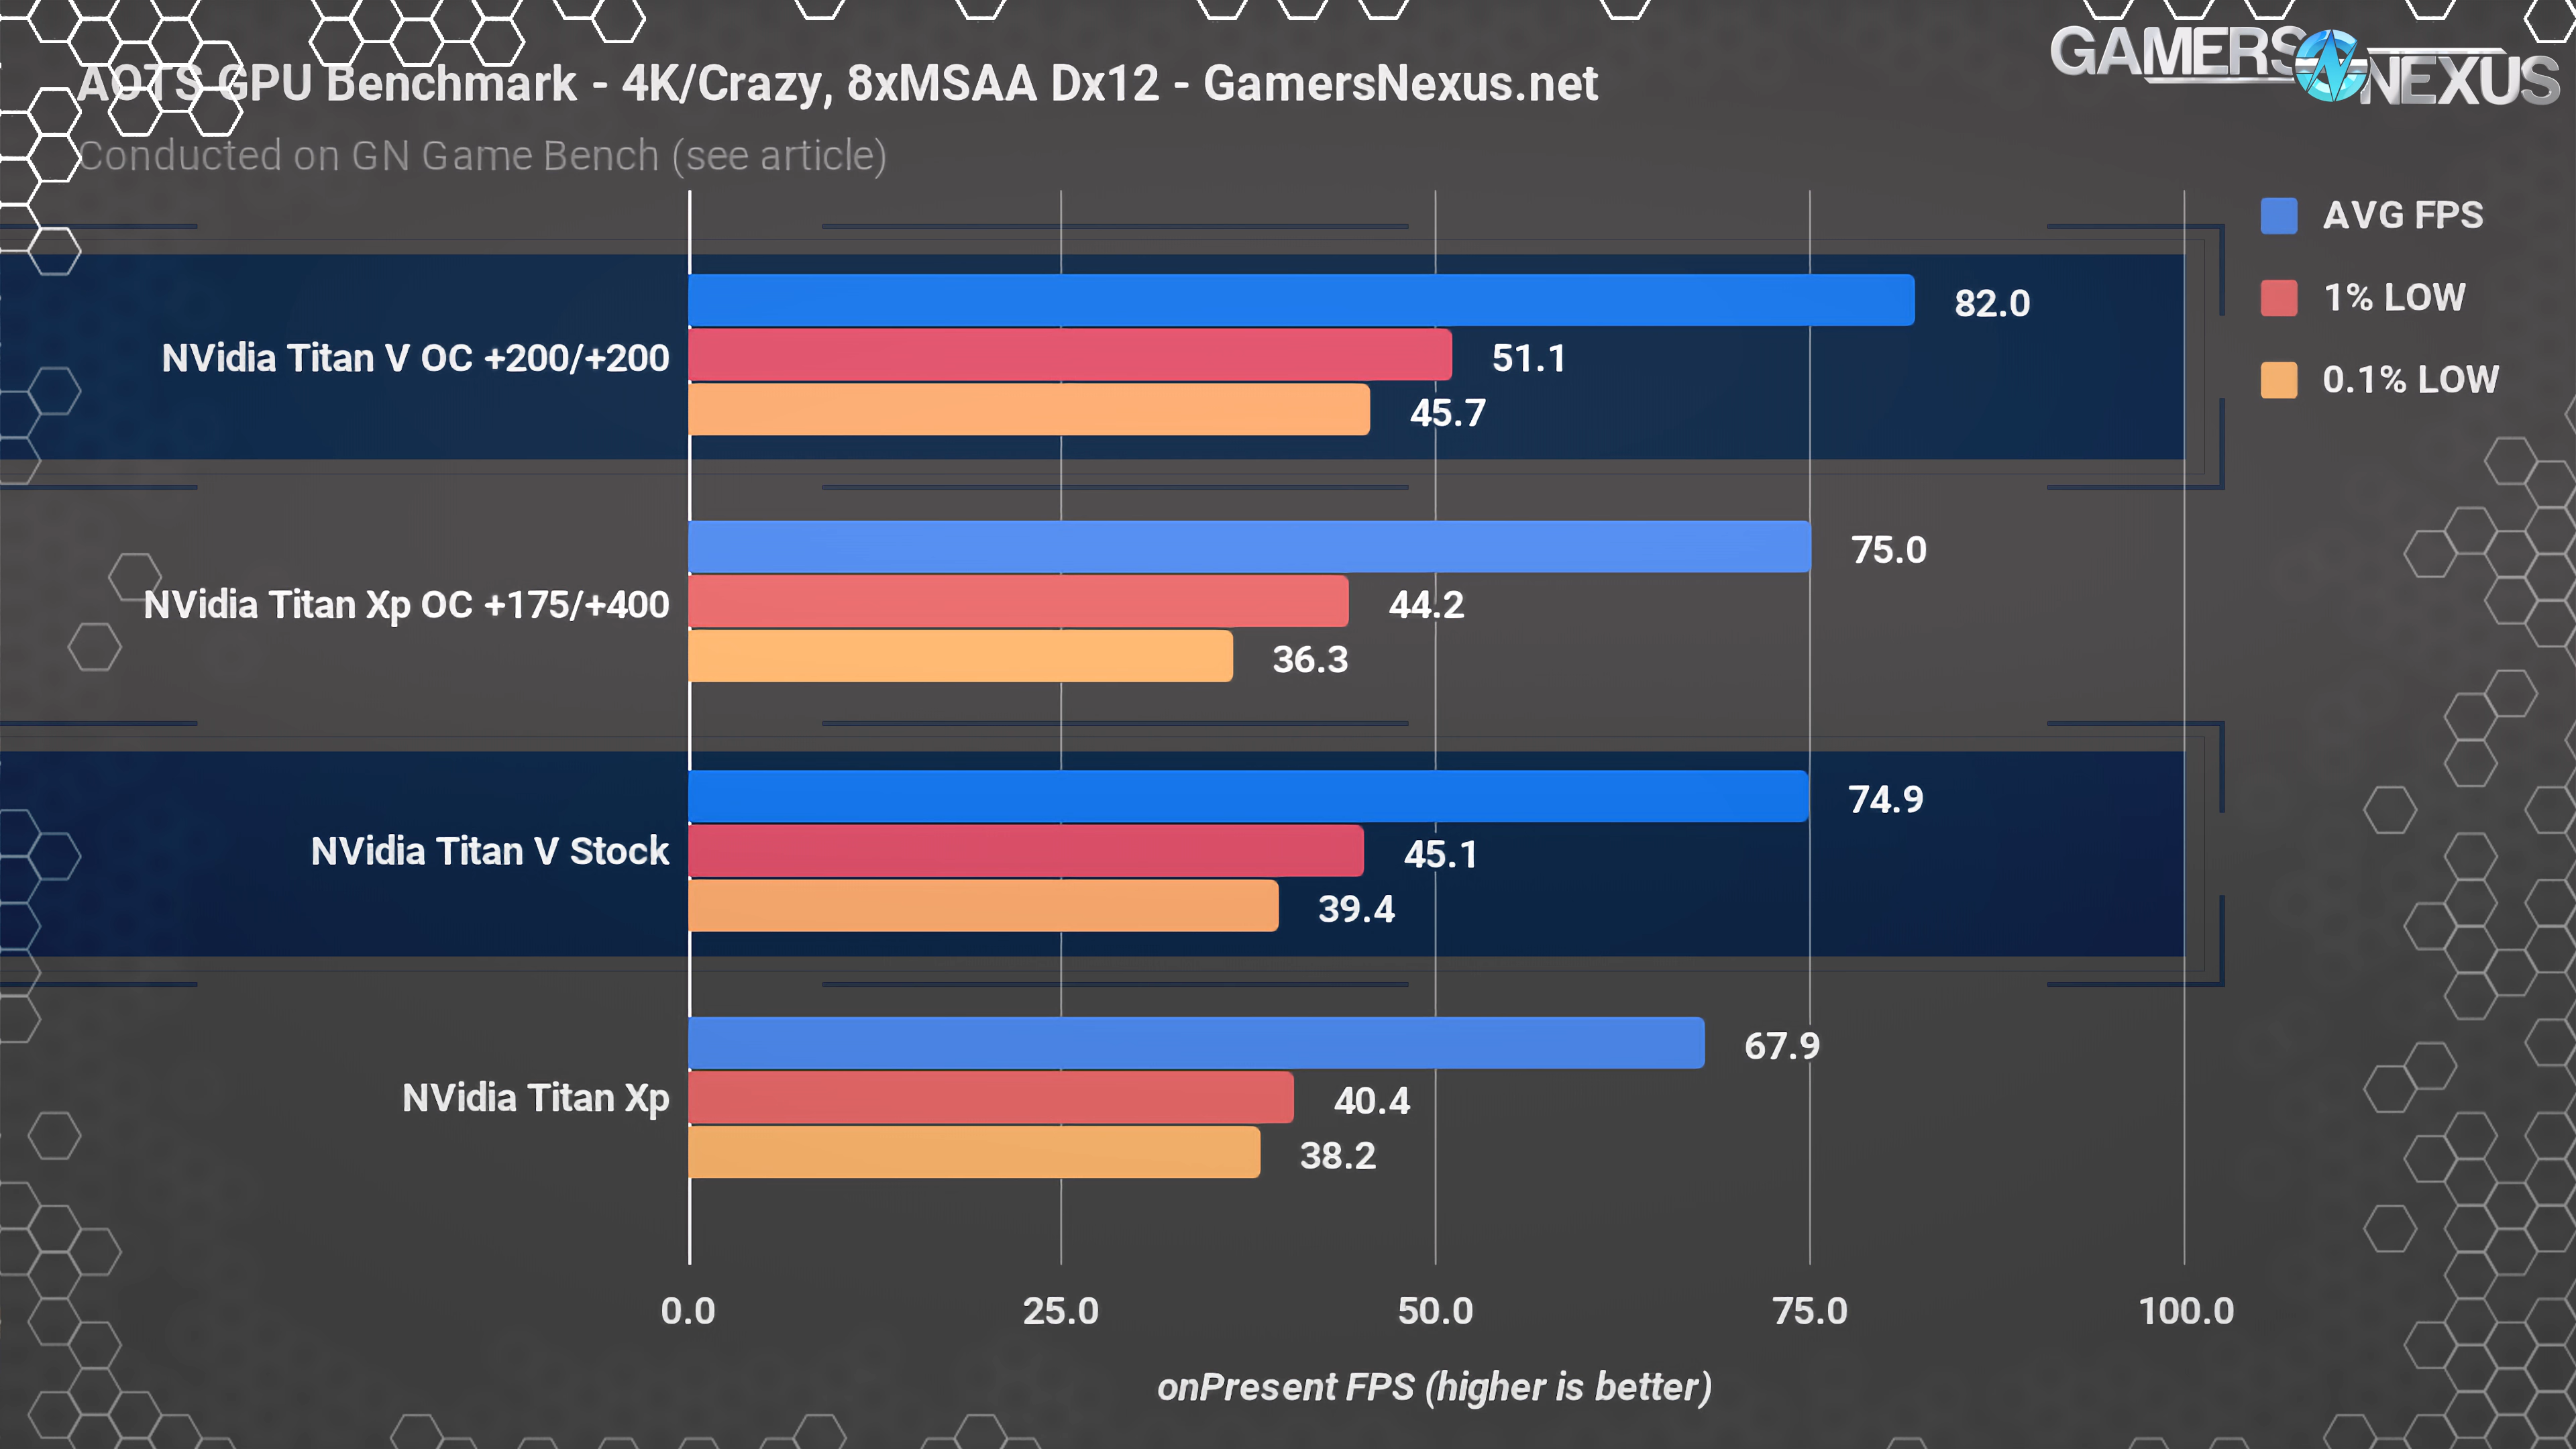 AOTS GPU Benchmark - 4K/Crazy, 8xMSAA Dx12 - GamersNexus.net
GAMERS NEXUS
Conducted on GN Game Bench (see article)
AVG FPS
1% LOW
0.1% LOW
NVidia Titan V OC +200/+200
82.0
51.1
45.7
NVidia Titan Xp OC +175/+400
75.0
44.2
36.3
NVidia Titan V Stock
74.9
45.1
39.4
NVidia Titan Xp
67.9
40.4
38.2
0.0 25.0 50.0 75.0 100.0
onPresent FPS (higher is better)